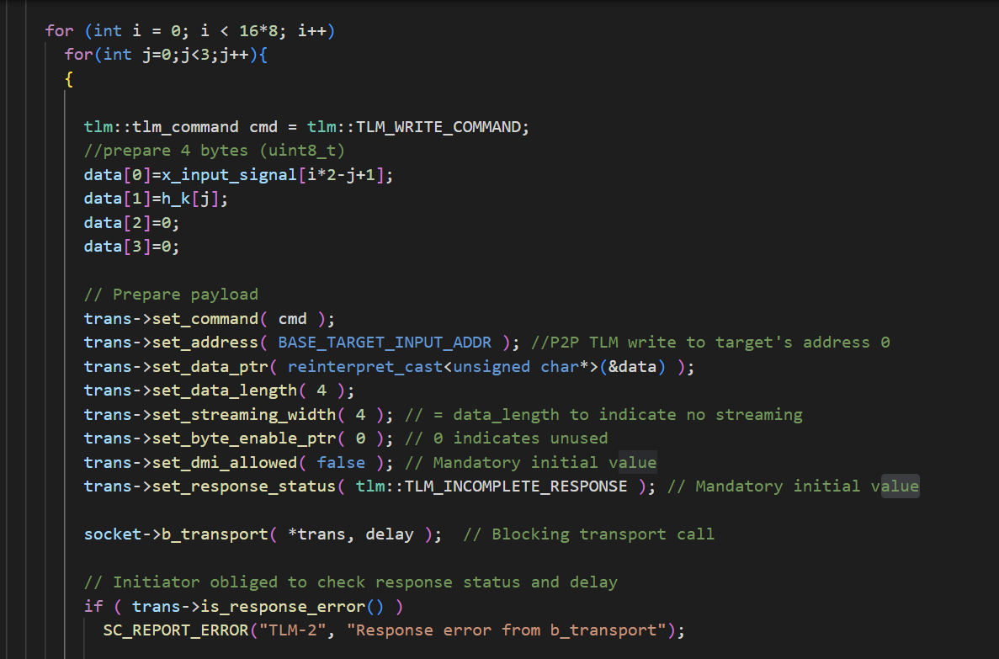 for (int i = 0; i < 16*8; i++)
for(int j=0;j<3;j++){
{
tlm::tlm_command cmd = tlm::TLM_WRITE_COMMAND;
//prepare 4 bytes (uint8_t)
data[0]=x_input_signal[i*2-j+1];
data[1]=h_k[j];
data[2]=0;
data[3]=0;
// Prepare payload
trans->set_command( cmd );
trans->set_address( BASE_TARGET_INPUT_ADDR ); //P2P TLM write to target's address 0
trans->set_data_ptr( reinterpret_cast<unsigned char*>(&data) );
trans->set_data_length( 4 );
trans->set_streaming_width( 4 ); // = data_length to indicate no streaming
trans->set_byte_enable_ptr( 0 ); // 0 indicates unused
trans->set_dmi_allowed( false ); // Mandatory initial value
trans->set_response_status( tlm::TLM_INCOMPLETE_RESPONSE ); // Mandatory initial value
socket->b_transport( *trans, delay );  // Blocking transport call
// Initiator obliged to check response status and delay
if ( trans->is_response_error() )
SC_REPORT_ERROR("TLM-2", "Response error from b_transport");